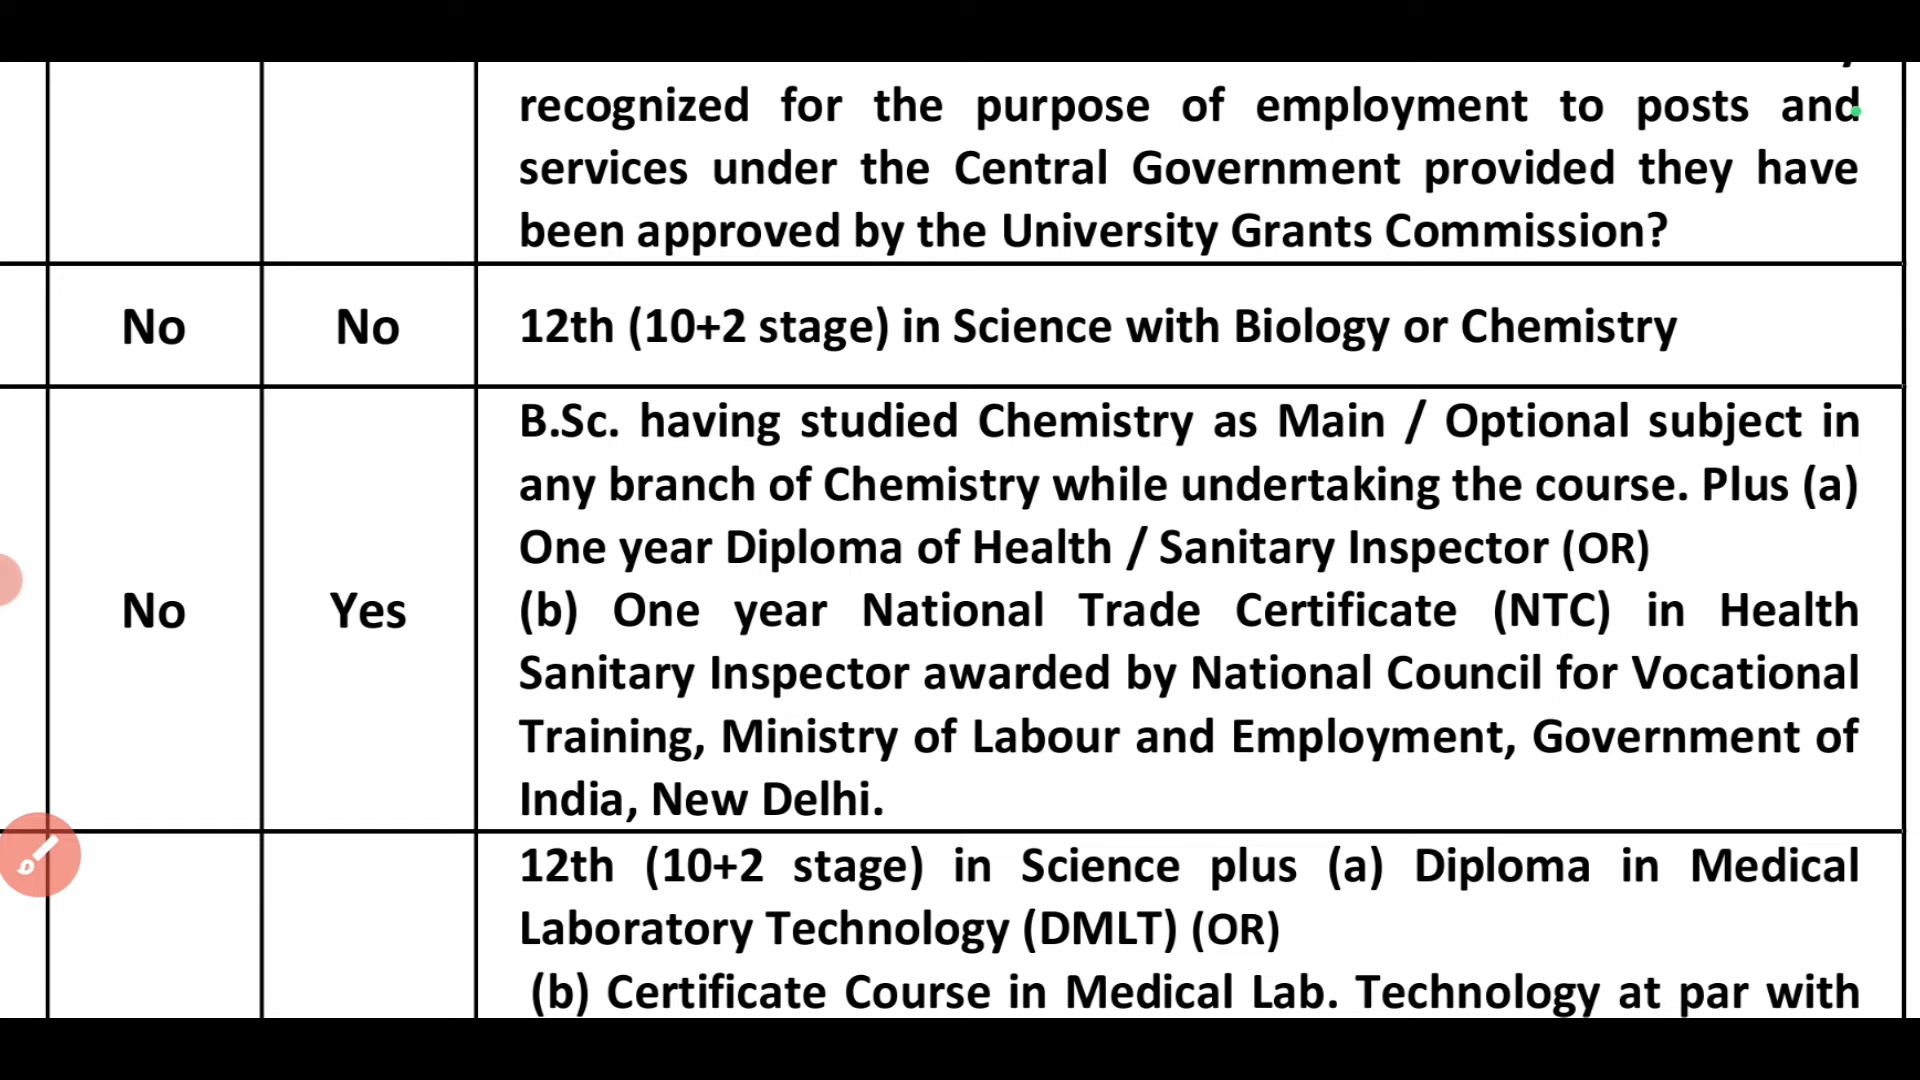 recognized for the purpose of employment to posts and
services under the Central Government provided they have
been approved by the University Grants Commission?
No No 12th (10+2 stage) in Science with Biology or Chemistry
B.Sc. having studied Chemistry as Main / Optional subject in
any branch of Chemistry while undertaking the course. Plus (a)
One year Diploma of Health / Sanitary Inspector (OR)
No Yes (b) One year National Trade Certificate (NTC) in Health
Sanitary Inspector awarded by National Council for Vocational
Training, Ministry of Labour and Employment, Government of
India, New Delhi.
12th (10+2 stage) in Science plus (a) Diploma in Medical
Laboratory Technology (DMLT) (OR)
(b) Certificate Course in Medical Lab. Technology at par with